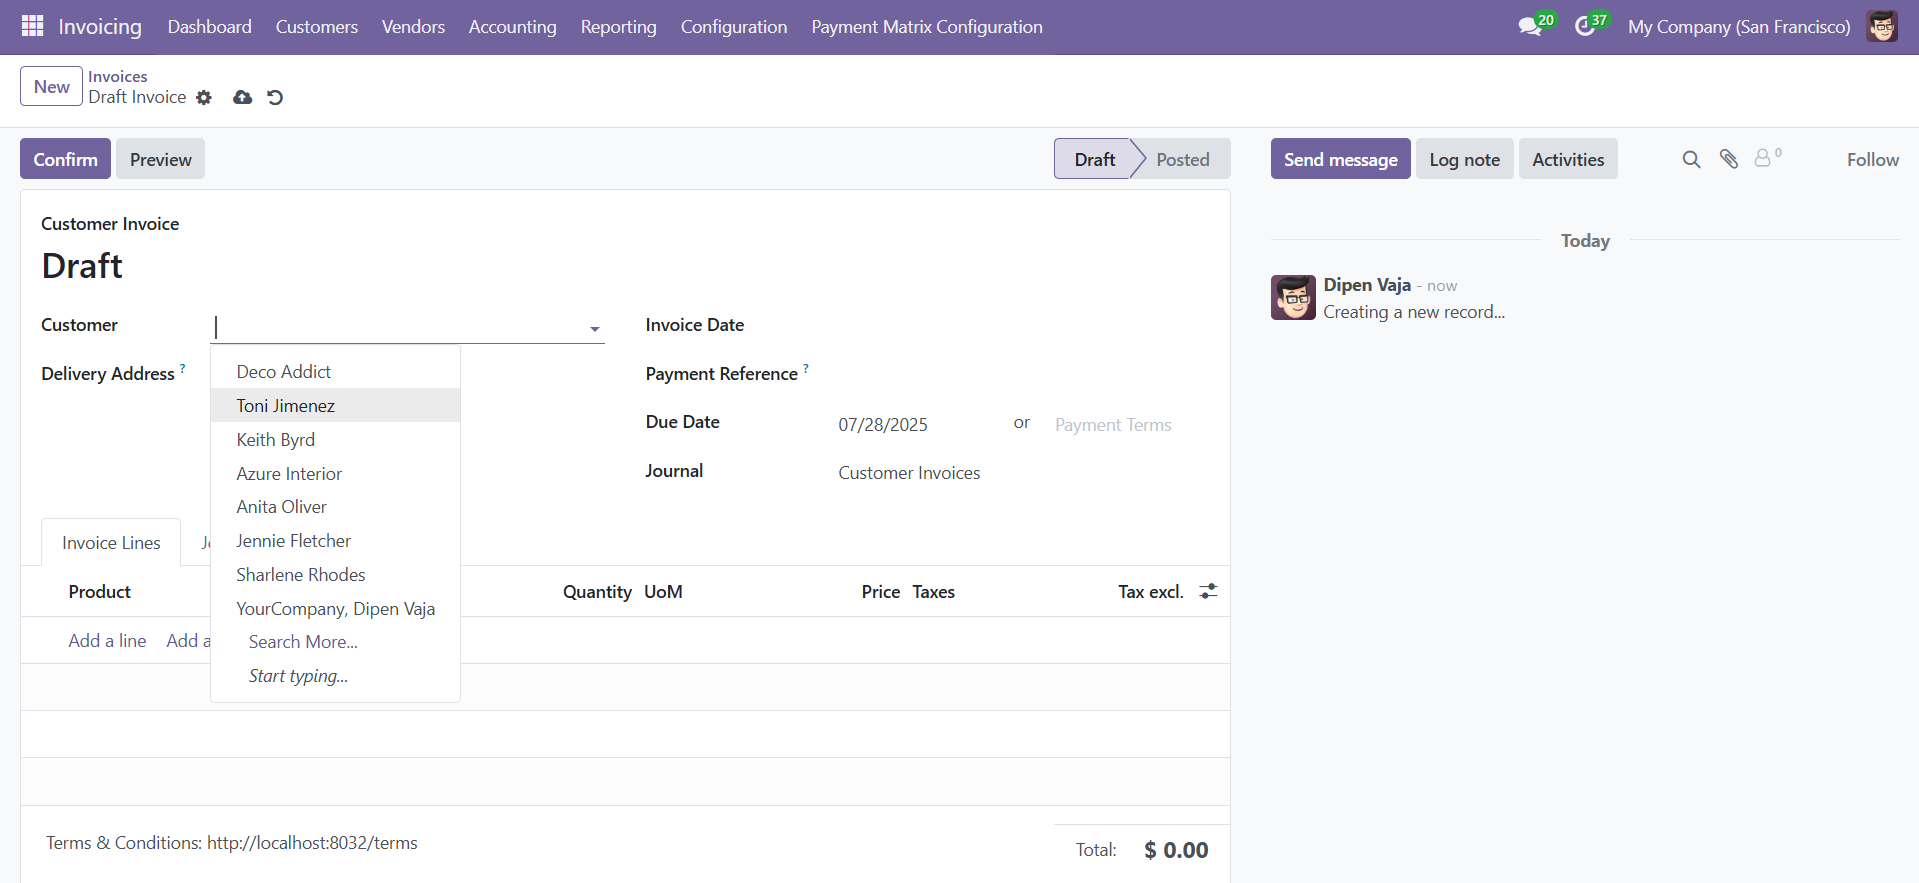 Invoicing Dashboard Customers Vendors Accounting Reporting Configuration Payment Matrix Configuration 20 37 My Company (San Francisco)
New
Invoices
Draft Invoice
Confirm Preview Draft Posted Send message Log note Activities 0 Follow
Customer Invoice
Draft
Today
Dipen Vaja - now
Creating a new record...
Customer
Invoice Date
Delivery Address ?
Payment Reference ?
Due Date 07/28/2025 or Payment Terms
Journal Customer Invoices
Deco Addict
Toni Jimenez
Keith Byrd
Azure Interior
Anita Oliver
Jennie Fletcher
Sharlene Rhodes
YourCompany, Dipen Vaja
Search More...
Start typing...
Invoice Lines
Product Quantity UoM Price Taxes Tax excl.
Add a line Add a
Terms & Conditions: http://localhost:8032/terms
Total: $ 0.00